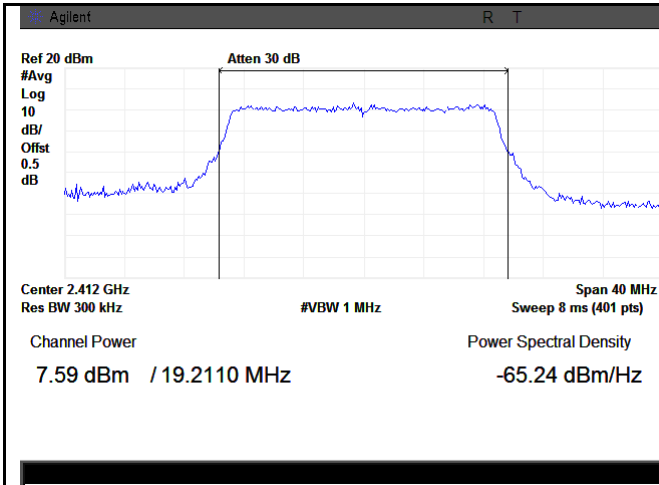 Agilent R T
Ref 20 dBm Atten 30 dB
#Avg
Log
10
dB/
Offst
0.5
dB
Center 2.412 GHz Span 40 MHz
Res BW 300 kHz #VBW 1 MHz Sweep 8 ms (401 pts)
Channel Power Power Spectral Density
7.59 dBm / 19.2110 MHz -65.24 dBm/Hz